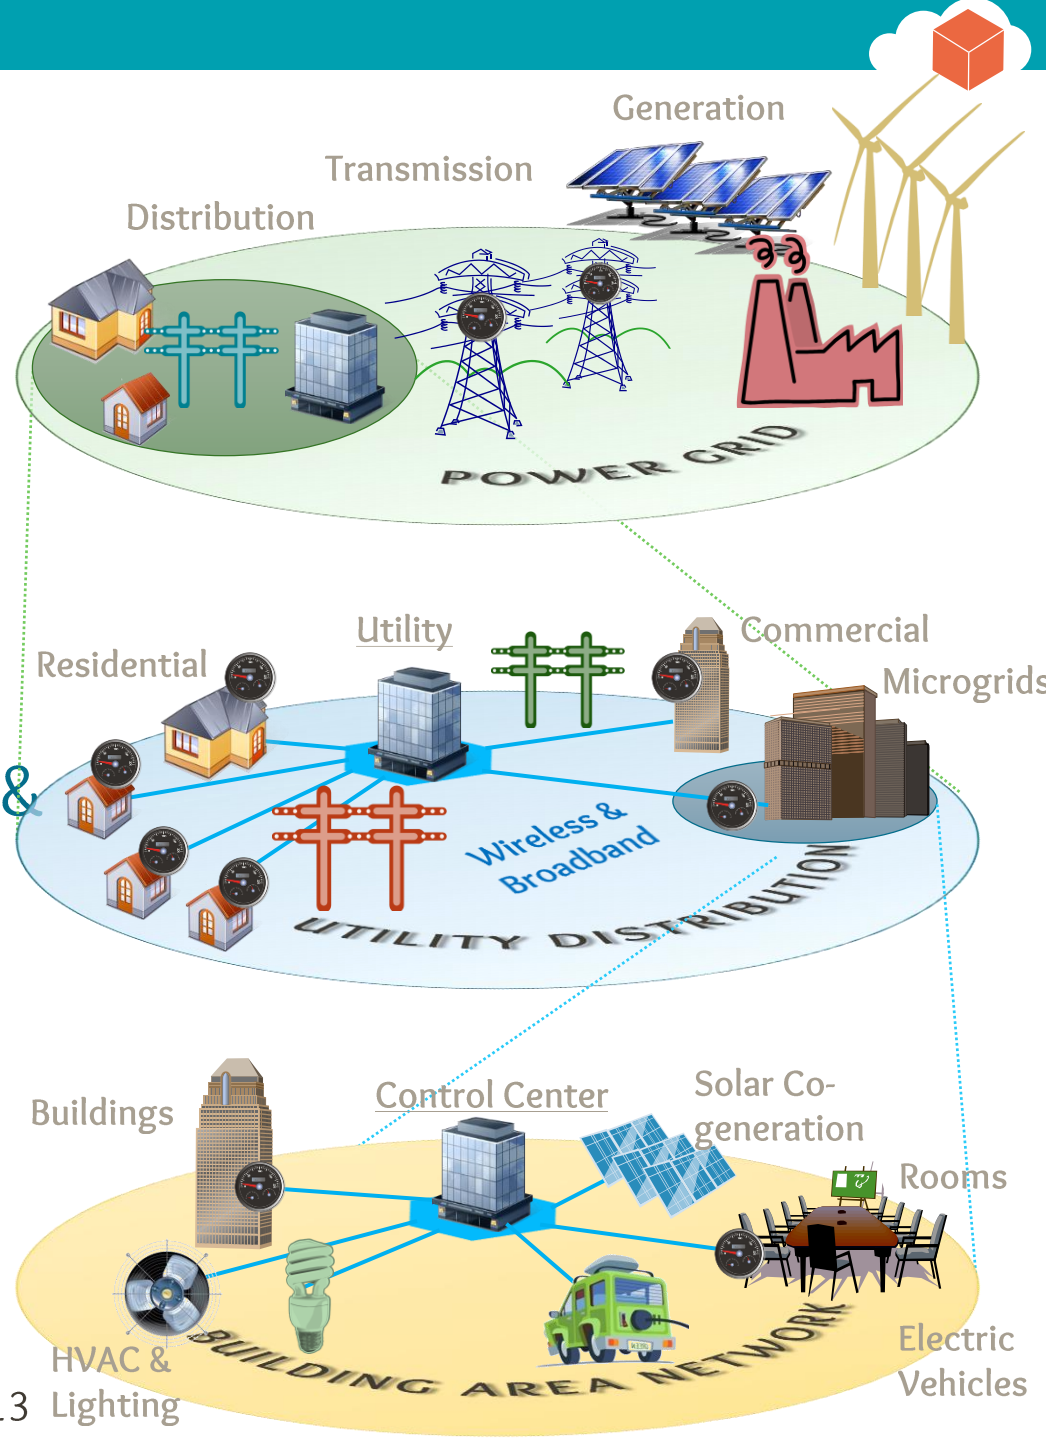 Generation
Transmission
Distribution
POWER GRID
Utility
Commercial
Residential
Microgrids
&
Wireless &
Broadband
UTILITY DISTRIBUTION
Solar Co-
generation
Control Center
Buildings
Rooms
BUILDING AREA NETWORK
Electric
Vehicles
HVAC &
Lighting
13